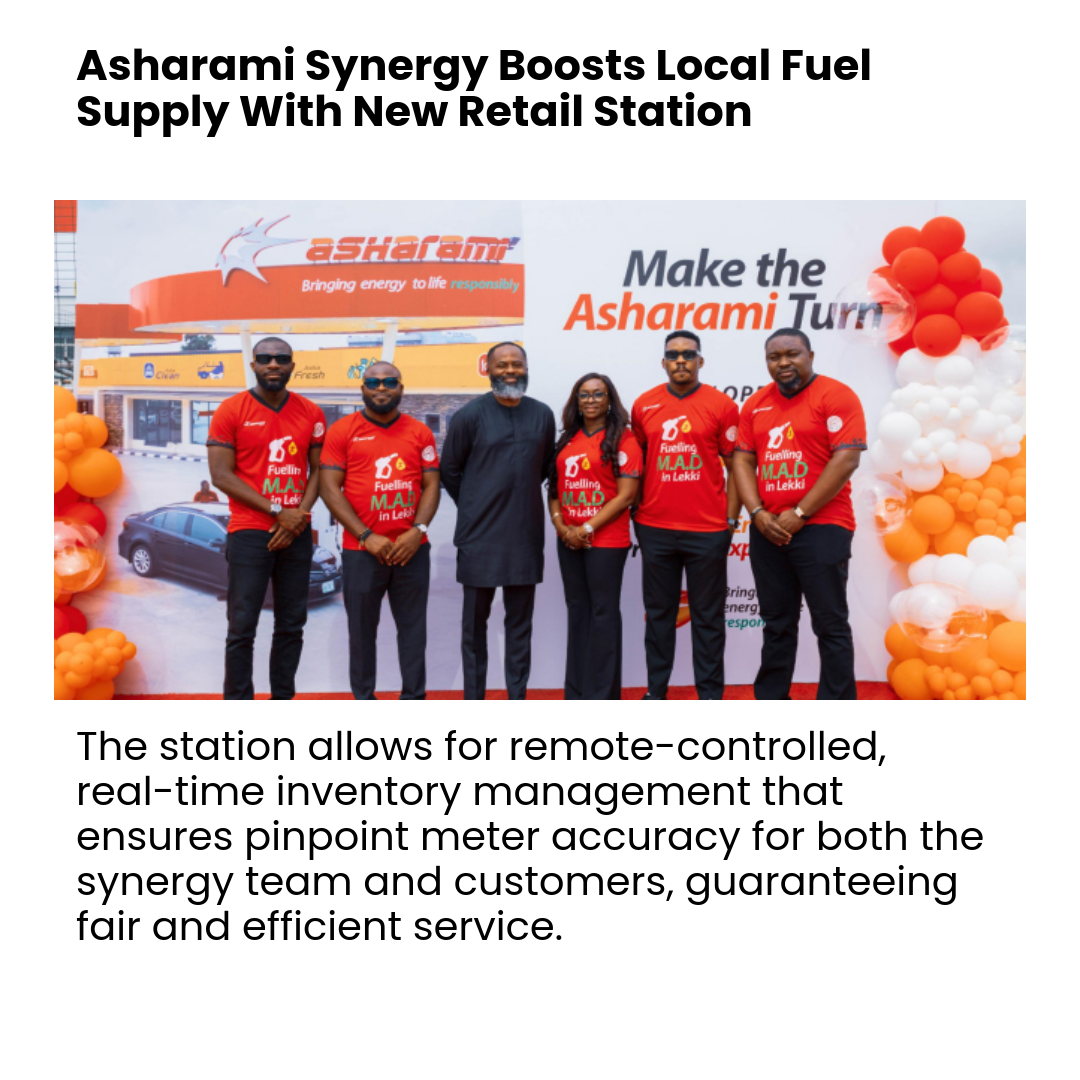 Asharami Synergy Boosts Local Fuel
Supply With New Retail Station
asharami
Bringing energy to life responsibly
Make the
Asharami Turn
Clean
Fresh
Fuelling
M.A.D
in Lekki
Fuelling
M.A.D
in Lekki
Fuelling
M.A.D
in Lekki
Fuelling
M.A.D
in Lekki
The station allows for remote-controlled,
real-time inventory management that
ensures pinpoint meter accuracy for both the
synergy team and customers, guaranteeing
fair and efficient service.